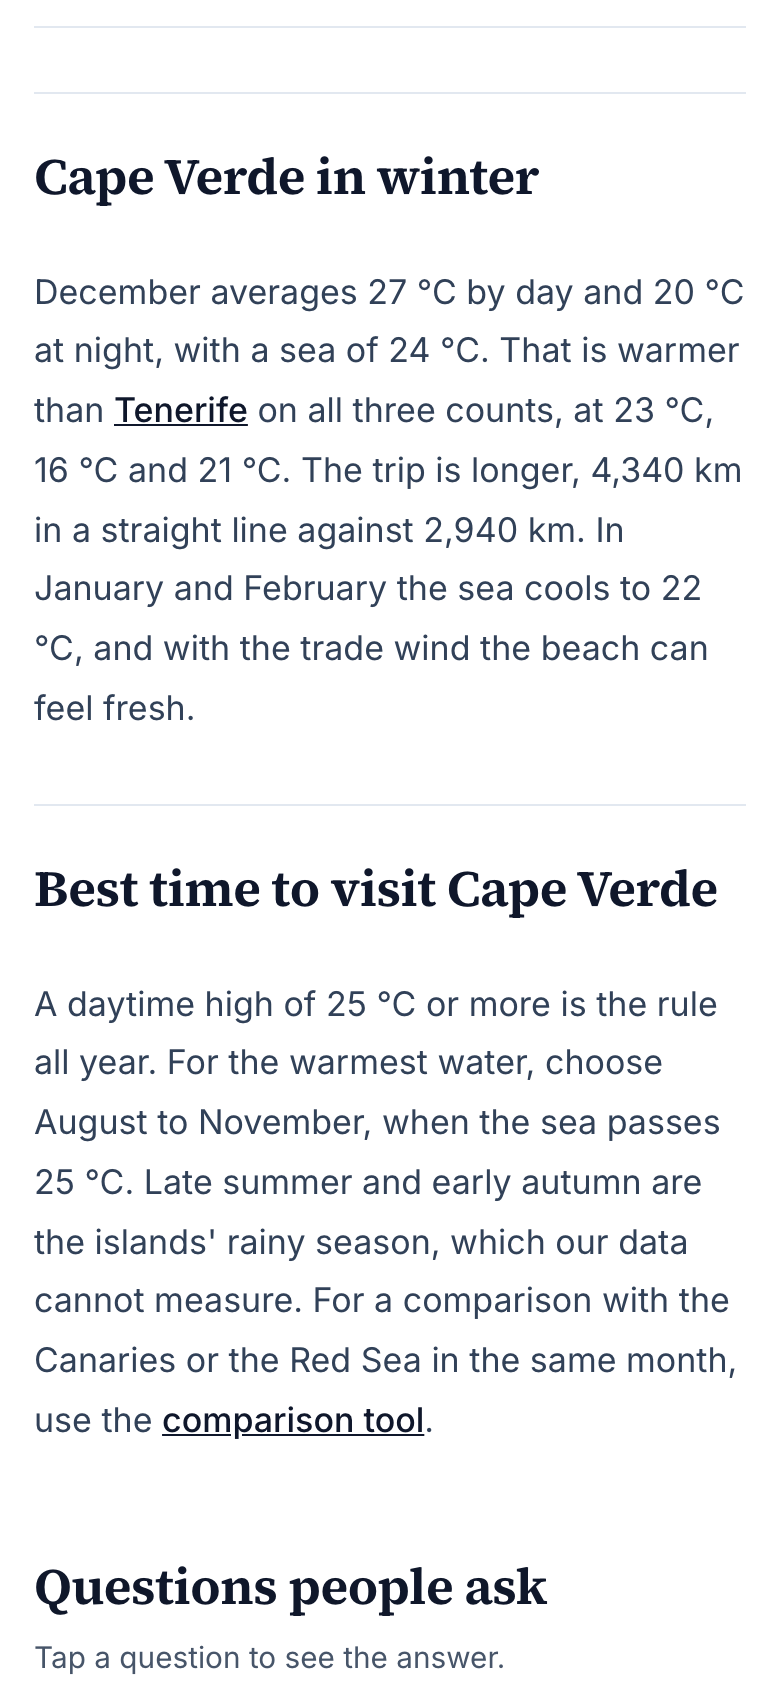 Cape Verde in winter
December averages 27 °C by day and 20 °C
at night, with a sea of 24 °C. That is warmer
than Tenerife on all three counts, at 23 °C,
16 °C and 21 °C. The trip is longer, 4,340 km
in a straight line against 2,940 km. In
January and February the sea cools to 22
°C, and with the trade wind the beach can
feel fresh.
Best time to visit Cape Verde
A daytime high of 25 °C or more is the rule
all year. For the warmest water, choose
August to November, when the sea passes
25 °C. Late summer and early autumn are
the islands' rainy season, which our data
cannot measure. For a comparison with the
Canaries or the Red Sea in the same month,
use the comparison tool.
Questions people ask
Tap a question to see the answer.